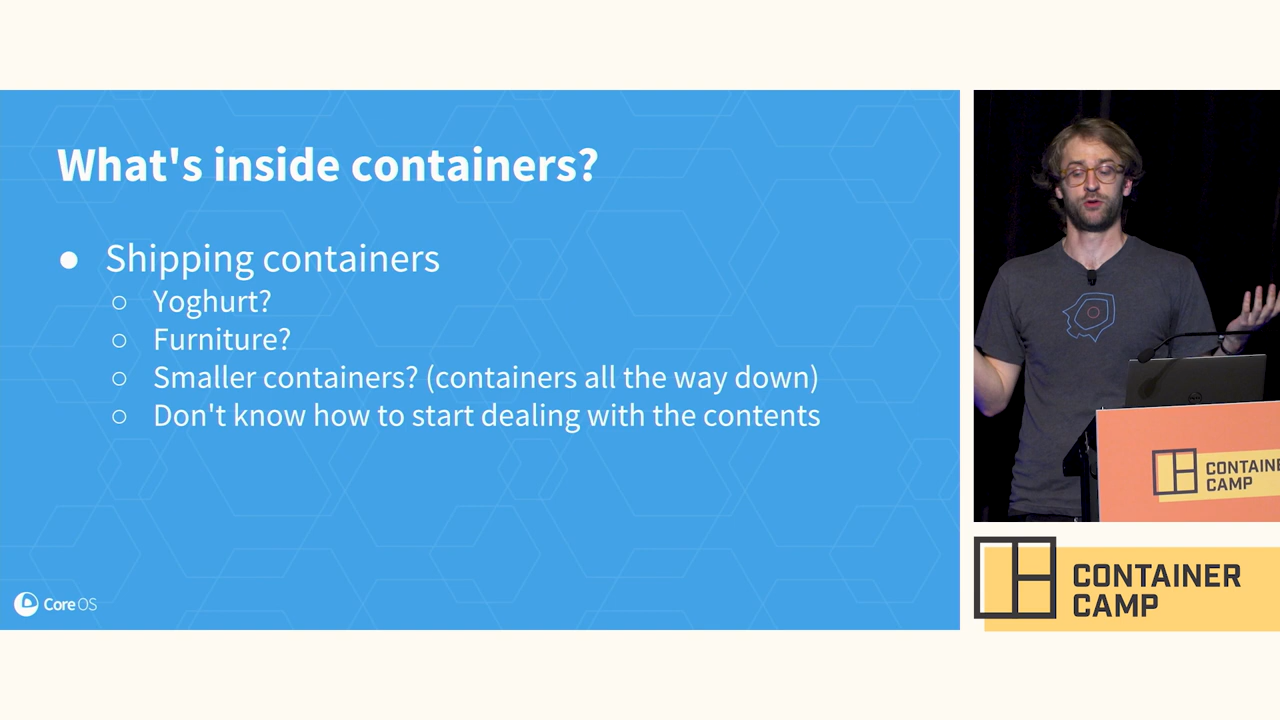 What's inside containers?
● Shipping containers
○ Yoghurt?
○ Furniture?
○ Smaller containers? (containers all the way down)
○ Don't know how to start dealing with the contents
CoreOS
CONTAINE
CAMP
CONTAINER
CAMP